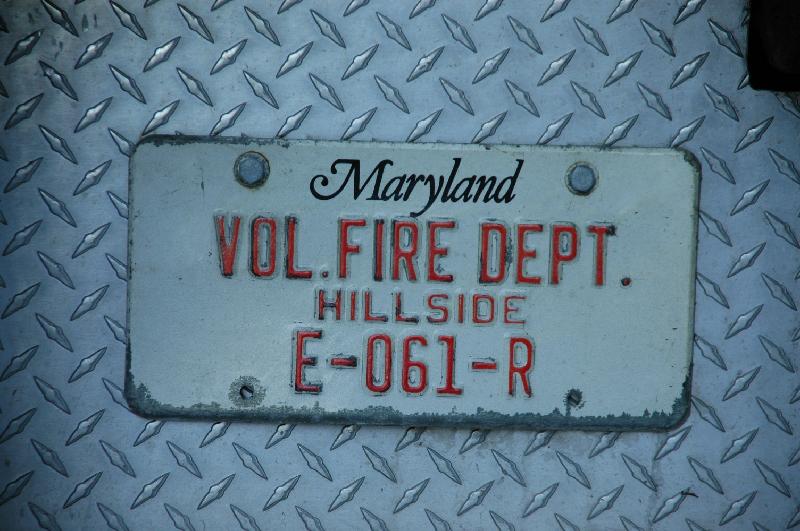 Maryland
VOL. FIRE DEPT.
HILLSIDE
E-061-R